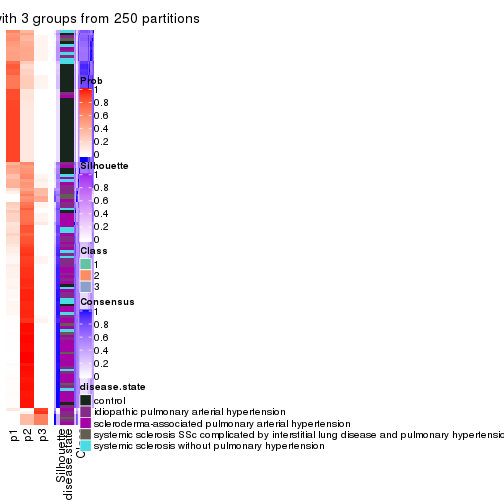 with 3 groups from 250 partitions
Prob
1
0.8
0.6
0.4
0.2
0
Silhouette
1
0.8
0.6
0.4
0.2
0
Class
1
2
3
Consensus
1
0.8
0.6
0.4
0.2
0
disease.state
control
idiopathic pulmonary arterial hypertension
scleroderma-associated pulmonary arterial hypertension
systemic sclerosis SSc complicated by interstitial lung disease and pulmonary
systemic sclerosis without pulmonary hypertension
p1
p2
p3
Silhouette
disease.state